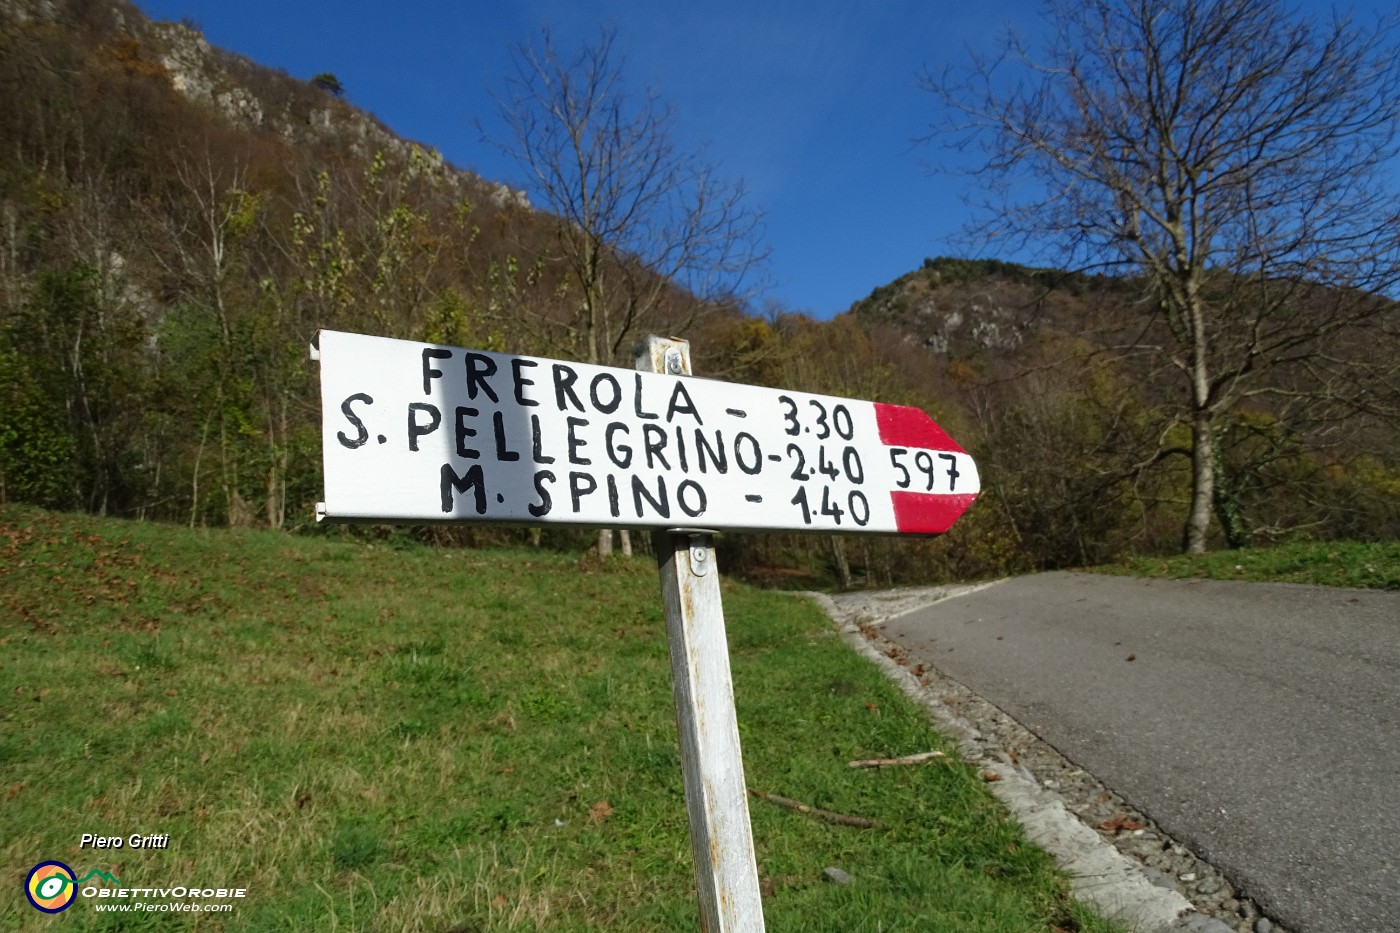 FREROLA - 3.30
S. PELLEGRINO - 2.40
M. SPINO - 1.40
597
Piero Gritti
OBIETTIVOROBIE
www.PieroWeb.com